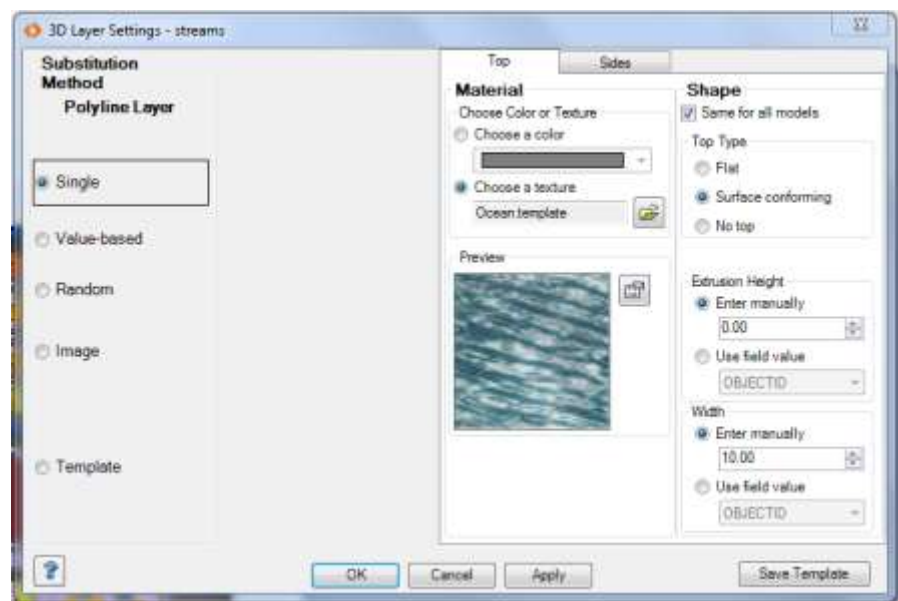 3D Layer Settings - streams
Substitution
Method
Polyline Layer
Single
Value-based
Random
Image
Template
Top
Sides
Material
Choose Color or Texture
Choose a color
Choose a texture
Ocean.template
Preview
Shape
Same for all models
Top Type
Flat
Surface conforming
No top
Extrusion Height
Enter manually
0.00
Use field value
OBJECTID
Width
Enter manually
10.00
Use field value
OBJECTID
?
OK
Cancel
Apply
Save Template